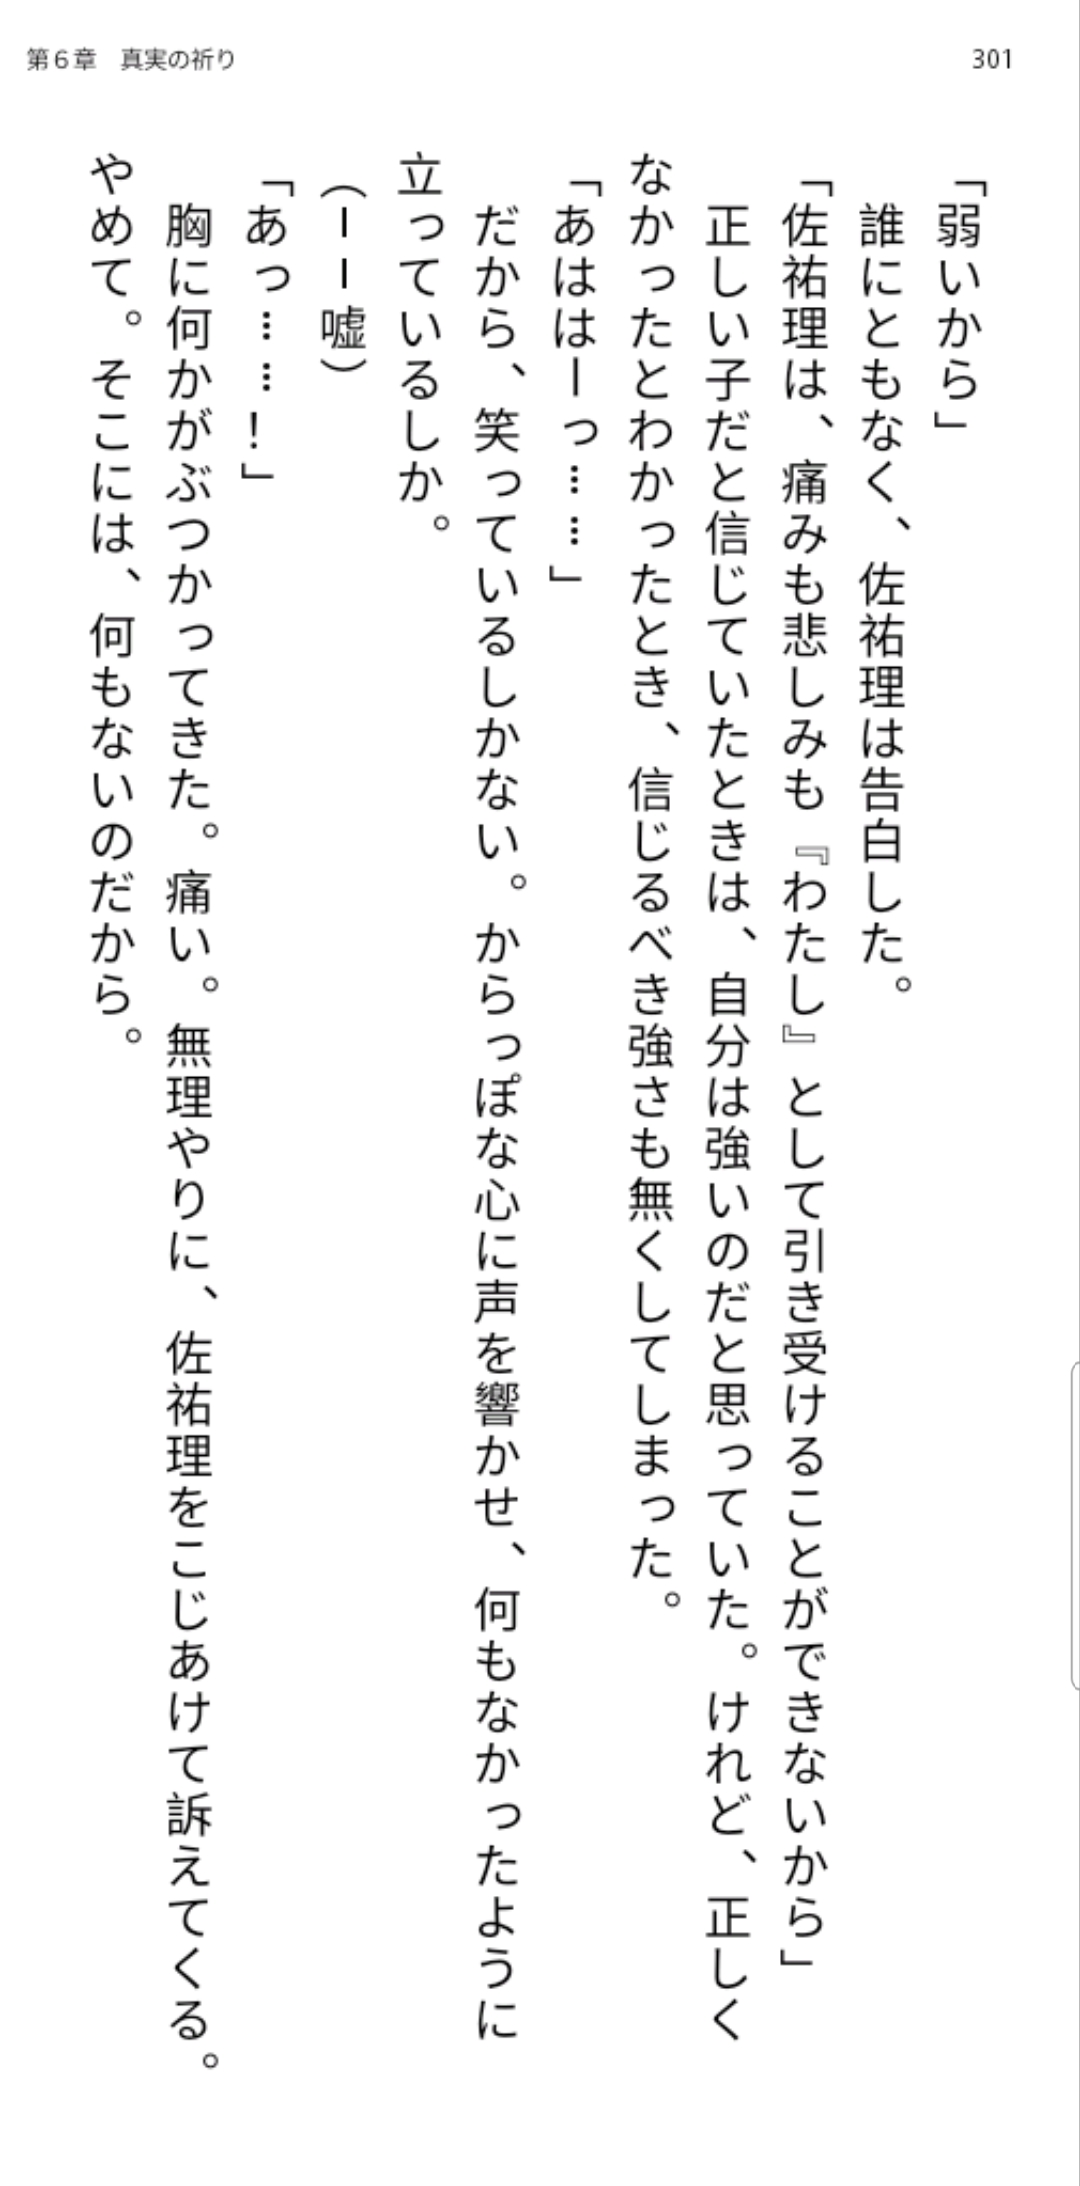 第６章　真実の祈り
301
「弱いから」
　誰にともなく、佐祐理は告白した。
「佐祐理は、痛みも悲しみも『わたし』として引き受けることができないから」
　正しい子だと信じていたときは、自分は強いのだと思っていた。けれど、正しく
なかったとわかったとき、信じるべき強さも無くしてしまった。
「あははーっ……」
　だから、笑っているしかない。からっぽな心に声を響かせ、何もなかったように
立っているしか。
（――嘘）
「あっ……！」
　胸に何かがぶつかってきた。痛い。無理やりに、佐祐理をこじあけて訴えてくる。
やめて。そこには、何もないのだから。